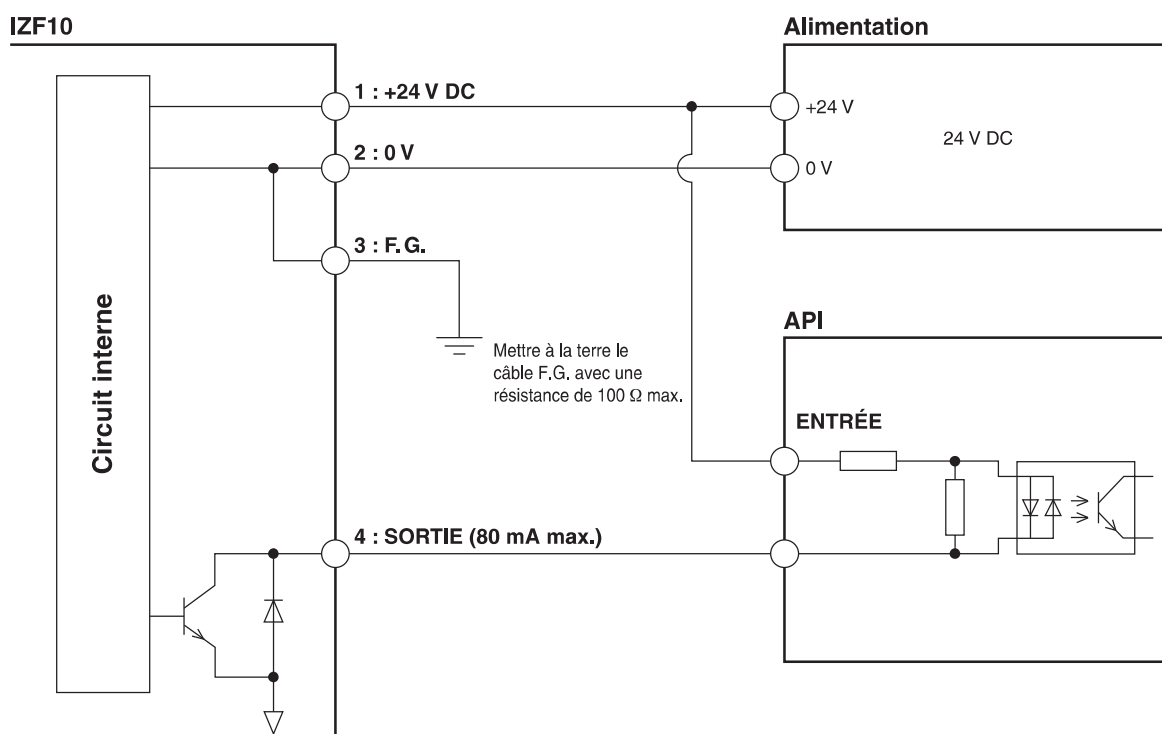 IZF10
Alimentation
1 : +24 V DC
+24 V
24 V DC
2 : 0 V
0 V
3 : F.G.
Circuit interne
Mettre à la terre le
câble F.G. avec une
résistance de 100 Ω max.
API
ENTRÉE
4 : SORTIE (80 mA max.)